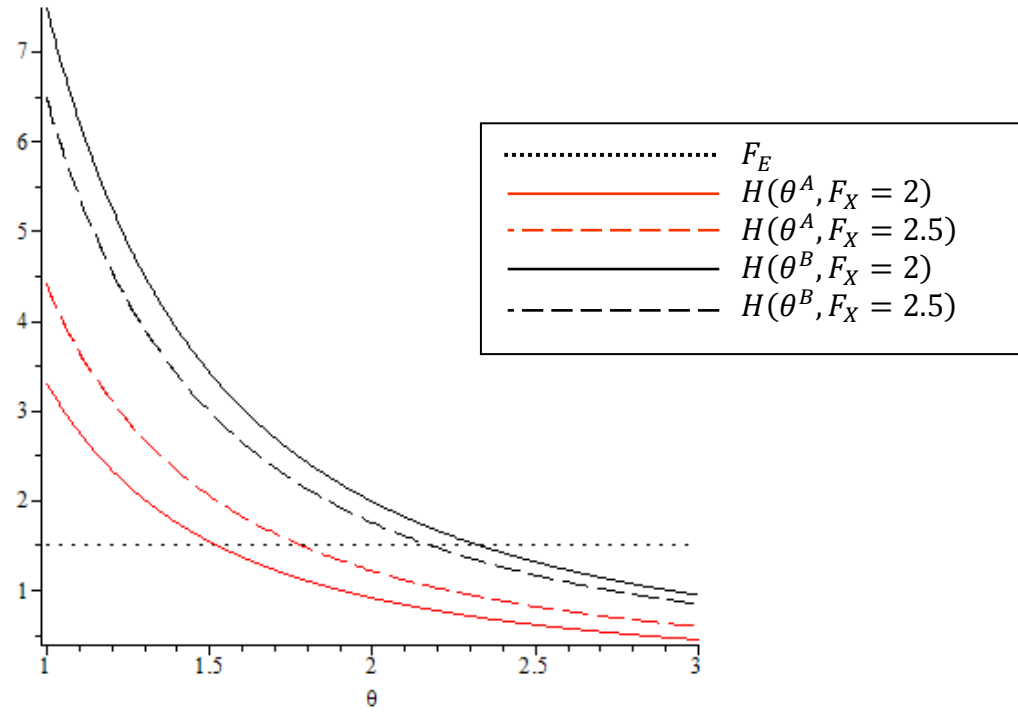 7
6
5
4
3
2
1
1
1.5
2
2.5
3
θ
F_E
H(θ^A, F_X = 2)
H(θ^A, F_X = 2.5)
H(θ^B, F_X = 2)
H(θ^B, F_X = 2.5)